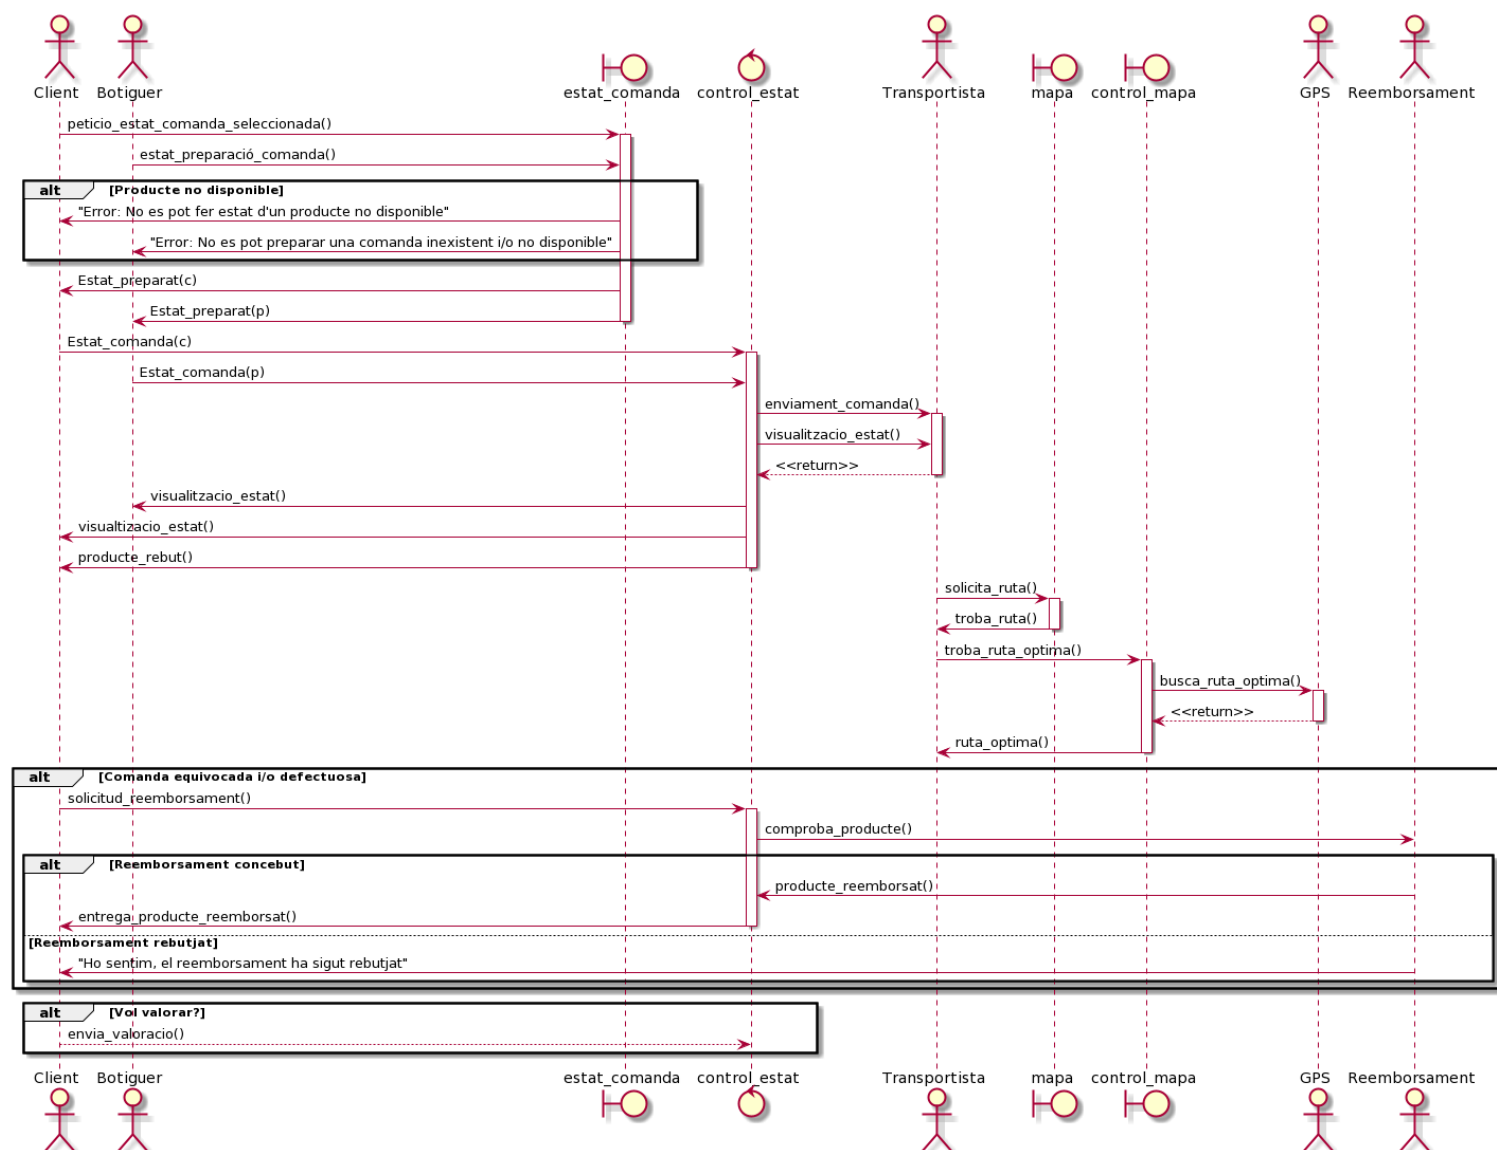 Client Botiguer estat_comanda control_estat Transportista mapa control_mapa GPS Reemborsament
peticio_estat_comanda_seleccionada()
estat_preparació_comanda()
alt [Producte no disponible]
"Error: No es pot fer estat d'un producte no disponible"
"Error: No es pot preparar una comanda inexistent i/o no disponible"
Estat_preparat(c)
Estat_preparat(p)
Estat_comanda(c)
Estat_comanda(p)
enviament_comanda()
visualitzacio_estat()
<<return>>
visualitzacio_estat()
visualtizacio_estat()
producte_rebut()
solicita_ruta()
troba_ruta()
troba_ruta_optima()
busca_ruta_optima()
<<return>>
ruta_optima()
alt [Comanda equivocada i/o defectuosa]
solicitud_reemborsament()
comproba_producte()
alt [Reemborsament concebut]
producte_reemborsat()
entrega_producte_reemborsat()
[Reemborsament rebutjat]
"Ho sentim, el reemborsament ha sigut rebutjat"
alt [Vol valorar?]
envia_valoracio()
Client Botiguer estat_comanda control_estat Transportista mapa control_mapa GPS Reemborsament